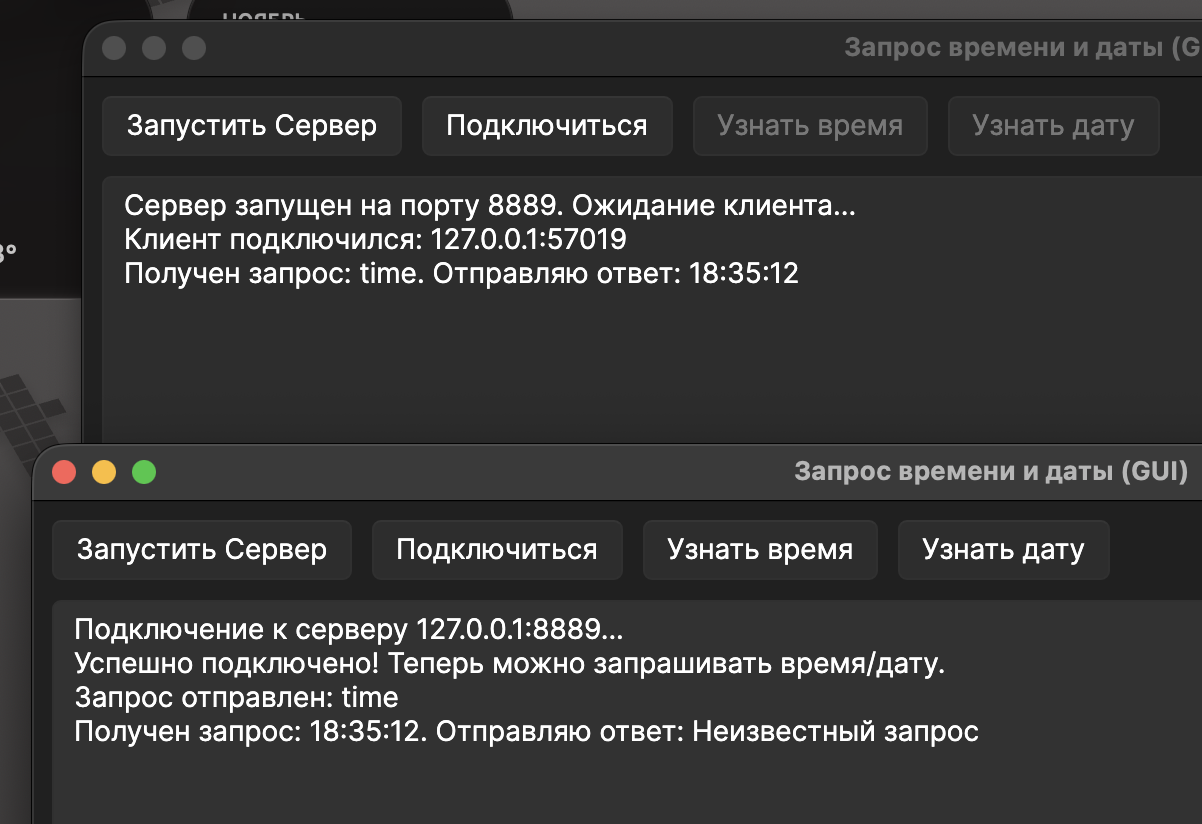 НОЯБРЬ
Запрос времени и даты (G
Запустить Сервер
Подключиться
Узнать время
Узнать дату
3°
Сервер запущен на порту 8889. Ожидание клиента...
Клиент подключился: 127.0.0.1:57019
Получен запрос: time. Отправляю ответ: 18:35:12
Запрос времени и даты (GUI)
Запустить Сервер
Подключиться
Узнать время
Узнать дату
Подключение к серверу 127.0.0.1:8889...
Успешно подключено! Теперь можно запрашивать время/дату.
Запрос отправлен: time
Получен запрос: 18:35:12. Отправляю ответ: Неизвестный запрос